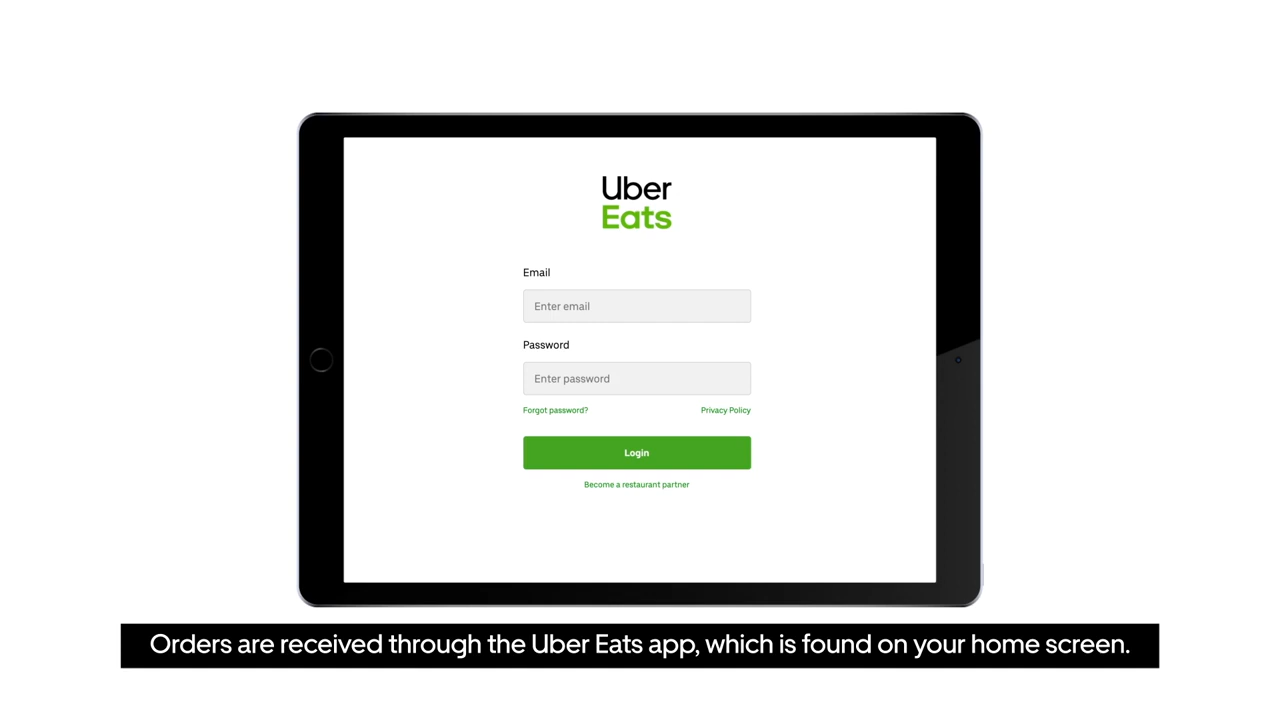 Uber
Eats
Email
Enter email
Password
Enter password
Forgot password? Privacy Policy
Login
Become a restaurant partner
Orders are received through the Uber Eats app, which is found on your home screen.